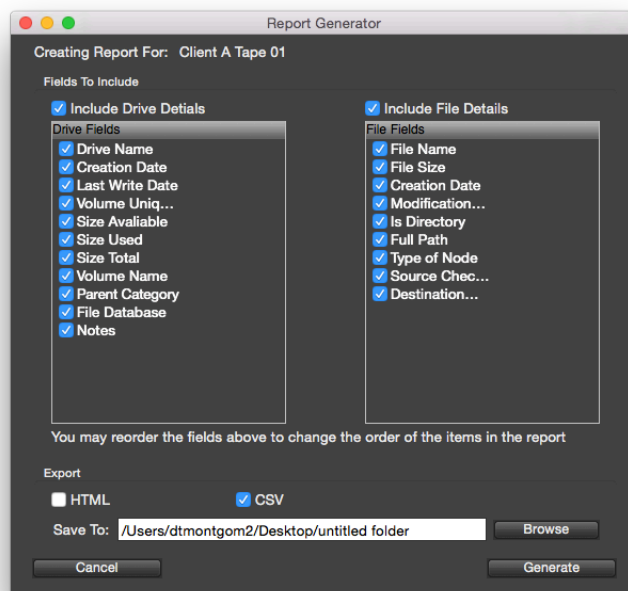 Report Generator
Creating Report For: Client A Tape 01
Fields To Include
Include Drive Detials
Include File Details
Drive Fields
Drive Name
Creation Date
Last Write Date
Volume Uniq...
Size Avaliable
Size Used
Size Total
Volume Name
Parent Category
File Database
Notes
File Fields
File Name
File Size
Creation Date
Modification...
Is Directory
Full Path
Type of Node
Source Chec...
Destination...
You may reorder the fields above to change the order of the items in the report
Export
HTML
CSV
Save To: /Users/dtmontgom2/Desktop/untitled folder Browse
Cancel
Generate